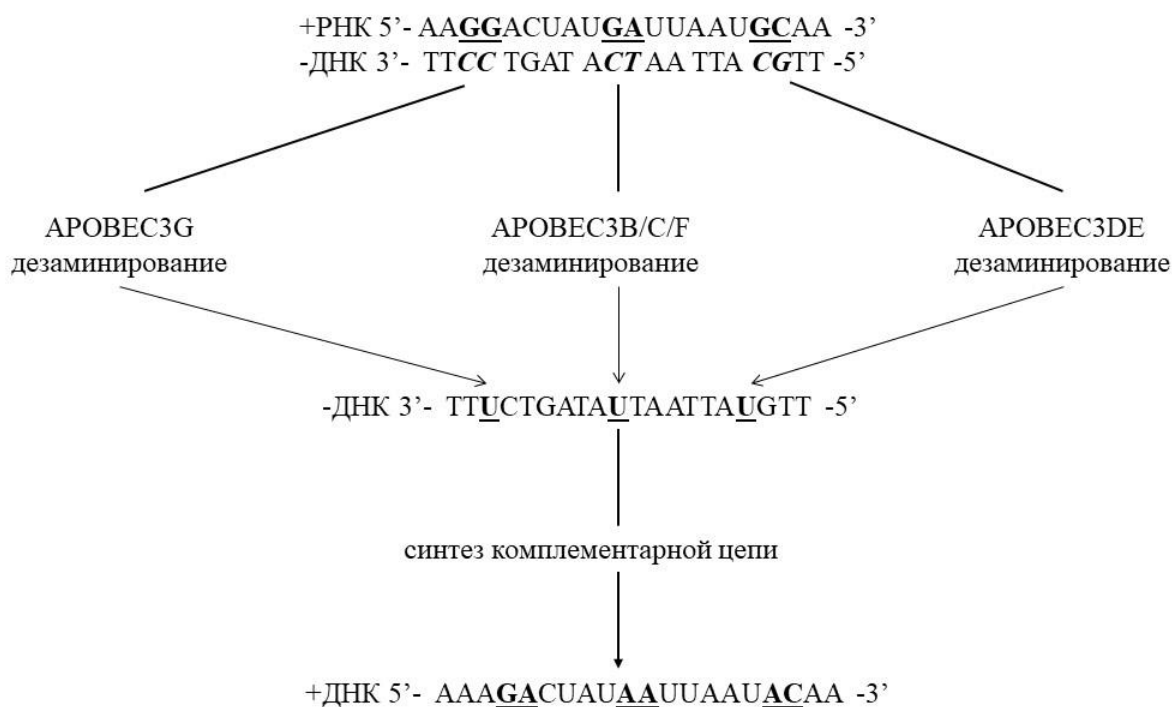 +РНК 5’- AAGGACUAUGAUUAAUGCAA -3’
-ДНК 3’- TTCC TGAT ACT AA TTA CGTT -5’
APOBEC3G
дезаминирование
APOBEC3B/C/F
дезаминирование
APOBEC3DE
дезаминирование
-ДНК 3’- TTUCTGATAUTAATTAUGTT -5’
синтез комплементарной цепи
+ДНК 5’- AAAGACUAUAAUUAAUACAA -3’